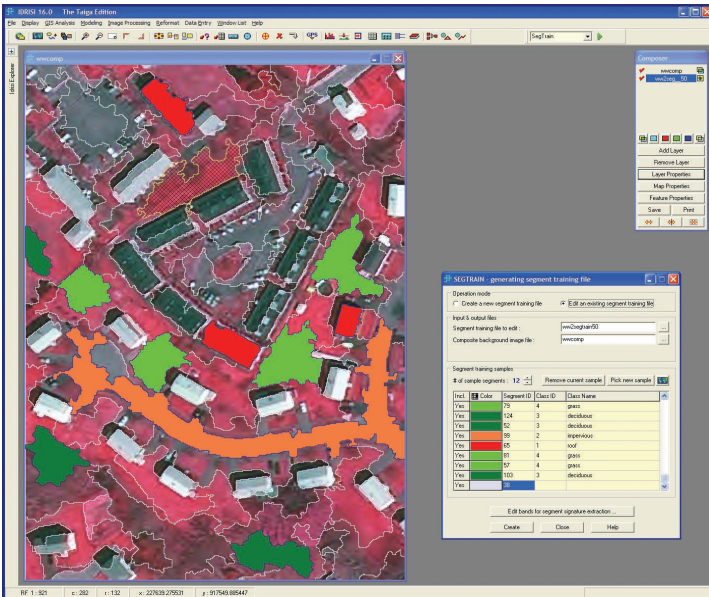 IDRISI 16.0 The Taiga Edition
File Display GIS Analysis Modeling Image Processing Reformat Data Entry Window List Help
GPS
SegTrain
Idrisi Explorer
wwcomp
Composer
wwcomp
ww2seg__50
Add Layer
Remove Layer
Layer Properties
Map Properties
Feature Properties
Save Print
SEGTRAIN - generating segment training file
Operation mode
Create a new segment training file Edit an existing segment training file
Input & output files
Segment training file to edit : ww2segtrain50 ...
Composite background image file : wwcomp ...
Segment training samples
# of sample segments : 12 Remove current sample Pick new sample
Incl. Color Segment ID Class ID Class Name
Yes 79 4 grass
Yes 124 3 deciduous
Yes 52 3 deciduous
Yes 99 2 impervious
Yes 65 1 roof
Yes 81 4 grass
Yes 57 4 grass
Yes 103 3 deciduous
Yes 38
Edit bands for segment signature extraction ...
Create Close Help
RF 1 : 921 c : 282 r : 132 x : 227639.275531 y : 917549.885447